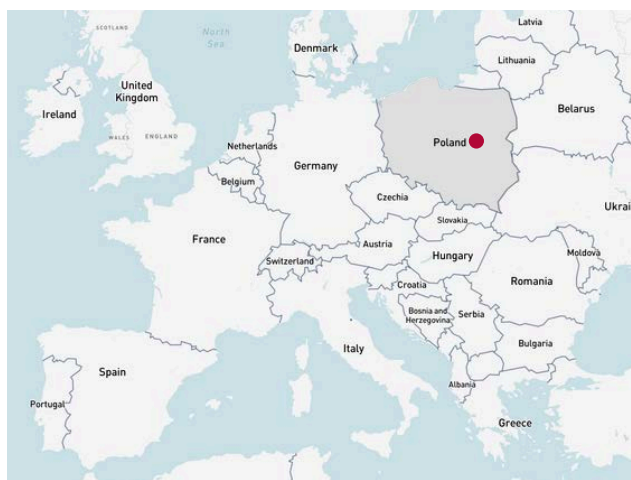 SCOTLAND
North
Sea
Denmark
Latvia
Lithuania
United
Kingdom
Ireland
WALES
ENGLAND
Netherlands
Belgium
Germany
Poland
Belarus
Czechia
Slovakia
Ukrai
France
Switzerland
Austria
Hungary
Moldova
Romania
Croatia
Bosnia and
Herzegovina
Serbia
Bulgaria
Italy
Spain
Portugal
Albania
Greece